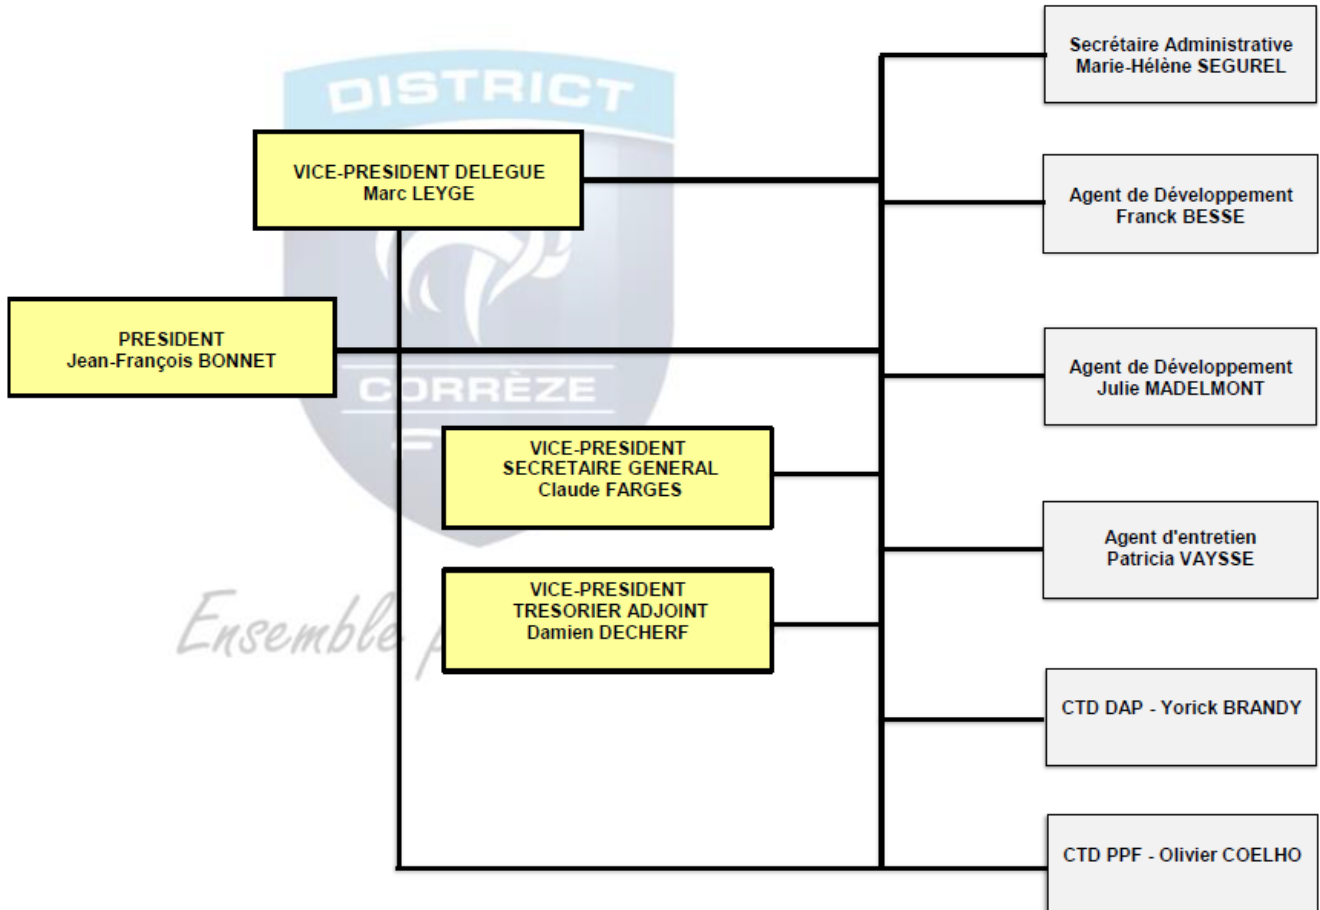 DISTRICT
CORRÈZE
Ensemble
VICE-PRESIDENT DELEGUE
Marc LEYGE
PRESIDENT
Jean-François BONNET
VICE-PRESIDENT
SECRETAIRE GENERAL
Claude FARGES
VICE-PRESIDENT
TRESORIER ADJOINT
Damien DECHERF
Secrétaire Administrative
Marie-Hélène SEGUREL
Agent de Développement
Franck BESSE
Agent de Développement
Julie MADELMONT
Agent d'entretien
Patricia VAYSSE
CTD DAP - Yorick BRANDY
CTD PPF - Olivier COELHO